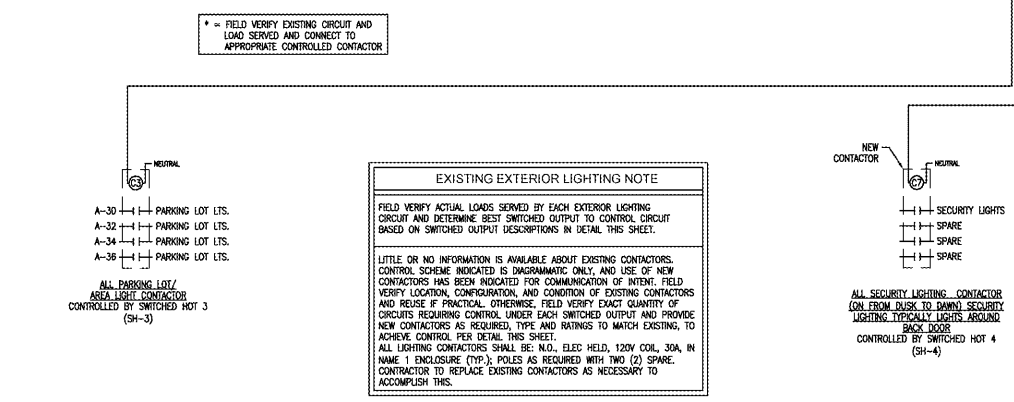 * = FIELD VERIFY EXISTING CIRCUIT AND
LOAD SERVED AND CONNECT TO
APPROPRIATE CONTROLLED CONTACTOR
NEUTRAL
C3
A-30 PARKING LOT LTS.
A-32 PARKING LOT LTS.
A-34 PARKING LOT LTS.
A-36 PARKING LOT LTS.
ALL PARKING LOT/
AREA LIGHT CONTACTOR
CONTROLLED BY SWITCHED HOT 3
(SH-3)
EXISTING EXTERIOR LIGHTING NOTE
FIELD VERIFY ACTUAL LOADS SERVED BY EACH EXTERIOR LIGHTING
CIRCUIT AND DETERMINE BEST SWITCHED OUTPUT TO CONTROL CIRCUIT
BASED ON SWITCHED OUTPUT DESCRIPTIONS IN DETAIL THIS SHEET.
LITTLE OR NO INFORMATION IS AVAILABLE ABOUT EXISTING CONTACTORS.
CONTROL SCHEME INDICATED IS DIAGRAMMATIC ONLY, AND USE OF NEW
CONTACTORS HAS BEEN INDICATED FOR COMMUNICATION OF INTENT. FIELD
VERIFY LOCATION, CONFIGURATION, AND CONDITION OF EXISTING CONTACTORS
AND REUSE IF PRACTICAL. OTHERWISE, FIELD VERIFY EXACT QUANTITY OF
CIRCUITS REQUIRING CONTROL UNDER EACH SWITCHED OUTPUT AND PROVIDE
NEW CONTACTORS AS REQUIRED, TYPE AND RATINGS TO MATCH EXISTING, TO
ACHIEVE CONTROL PER DETAIL THIS SHEET.
ALL LIGHTING CONTACTORS SHALL BE: N.O., ELEC HELD, 120V COIL, 30A, IN
NAME 1 ENCLOSURE (TYP.); POLES AS REQUIRED WITH TWO (2) SPARE.
CONTRACTOR TO REPLACE EXISTING CONTACTORS AS NECESSARY TO
ACCOMPLISH THIS.
NEW
CONTACTOR
NEUTRAL
C7
SECURITY LIGHTS
SPARE
SPARE
SPARE
ALL SECURITY LIGHTING CONTACTOR
(ON FROM DUSK TO DAWN) SECURITY
LIGHTING TYPICALLY LIGHTS AROUND
BACK DOOR
CONTROLLED BY SWITCHED HOT 4
(SH-4)